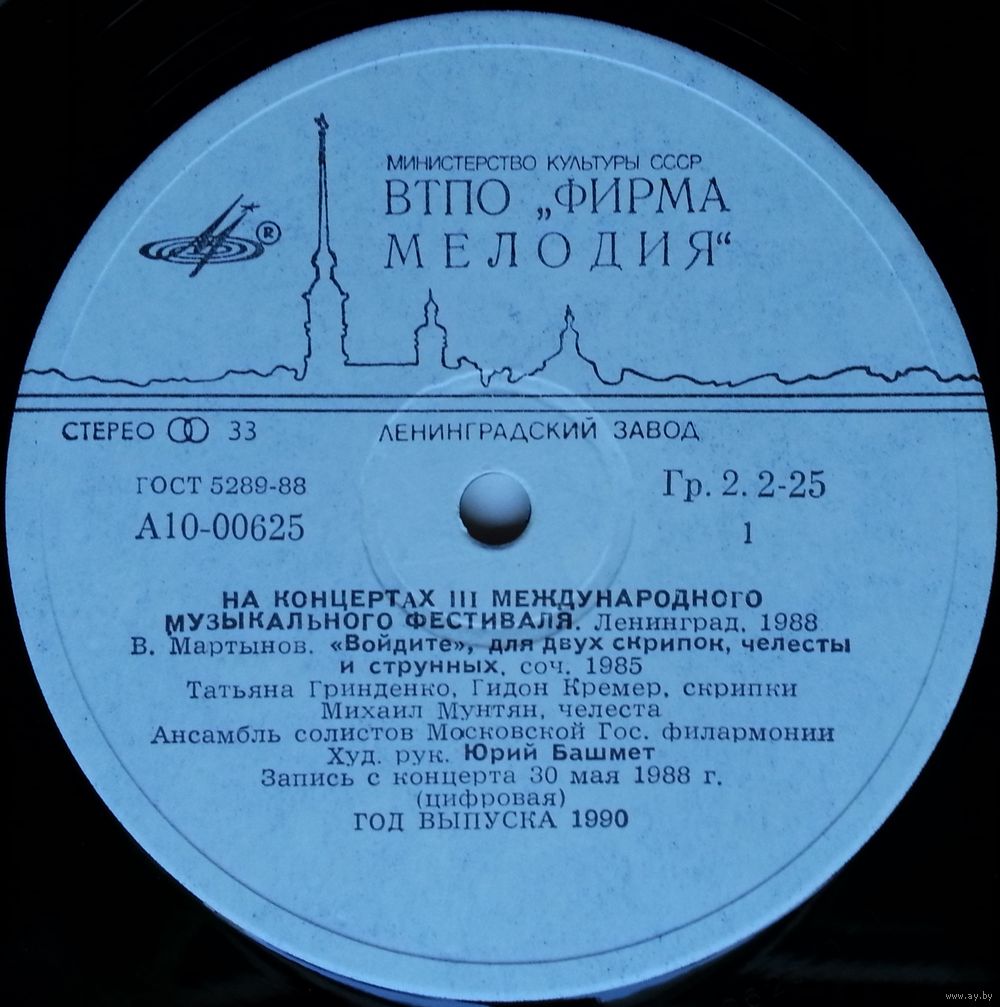 МИНИСТЕРСТВО КУЛЬТУРЫ СССР
ВТПО „ФИРМА
МЕЛОДИЯ“
®
СТЕРЕО 33
ЛЕНИНГРАДСКИЙ ЗАВОД
ГОСТ 5289-88
Гр. 2. 2-25
А10-00625
1
НА КОНЦЕРТАХ III МЕЖДУНАРОДНОГО
МУЗЫКАЛЬНОГО ФЕСТИВАЛЯ. Ленинград, 1988
В. Мартынов. «Войдите», для двух скрипок, челесты
и струнных, соч. 1985
Татьяна Гринденко, Гидон Кремер, скрипки
Михаил Мунтян, челеста
Ансамбль солистов Московской Гос. филармонии
Худ. рук. Юрий Башмет
Запись с концерта 30 мая 1988 г.
(цифровая)
ГОД ВЫПУСКА 1990
www.ay.by